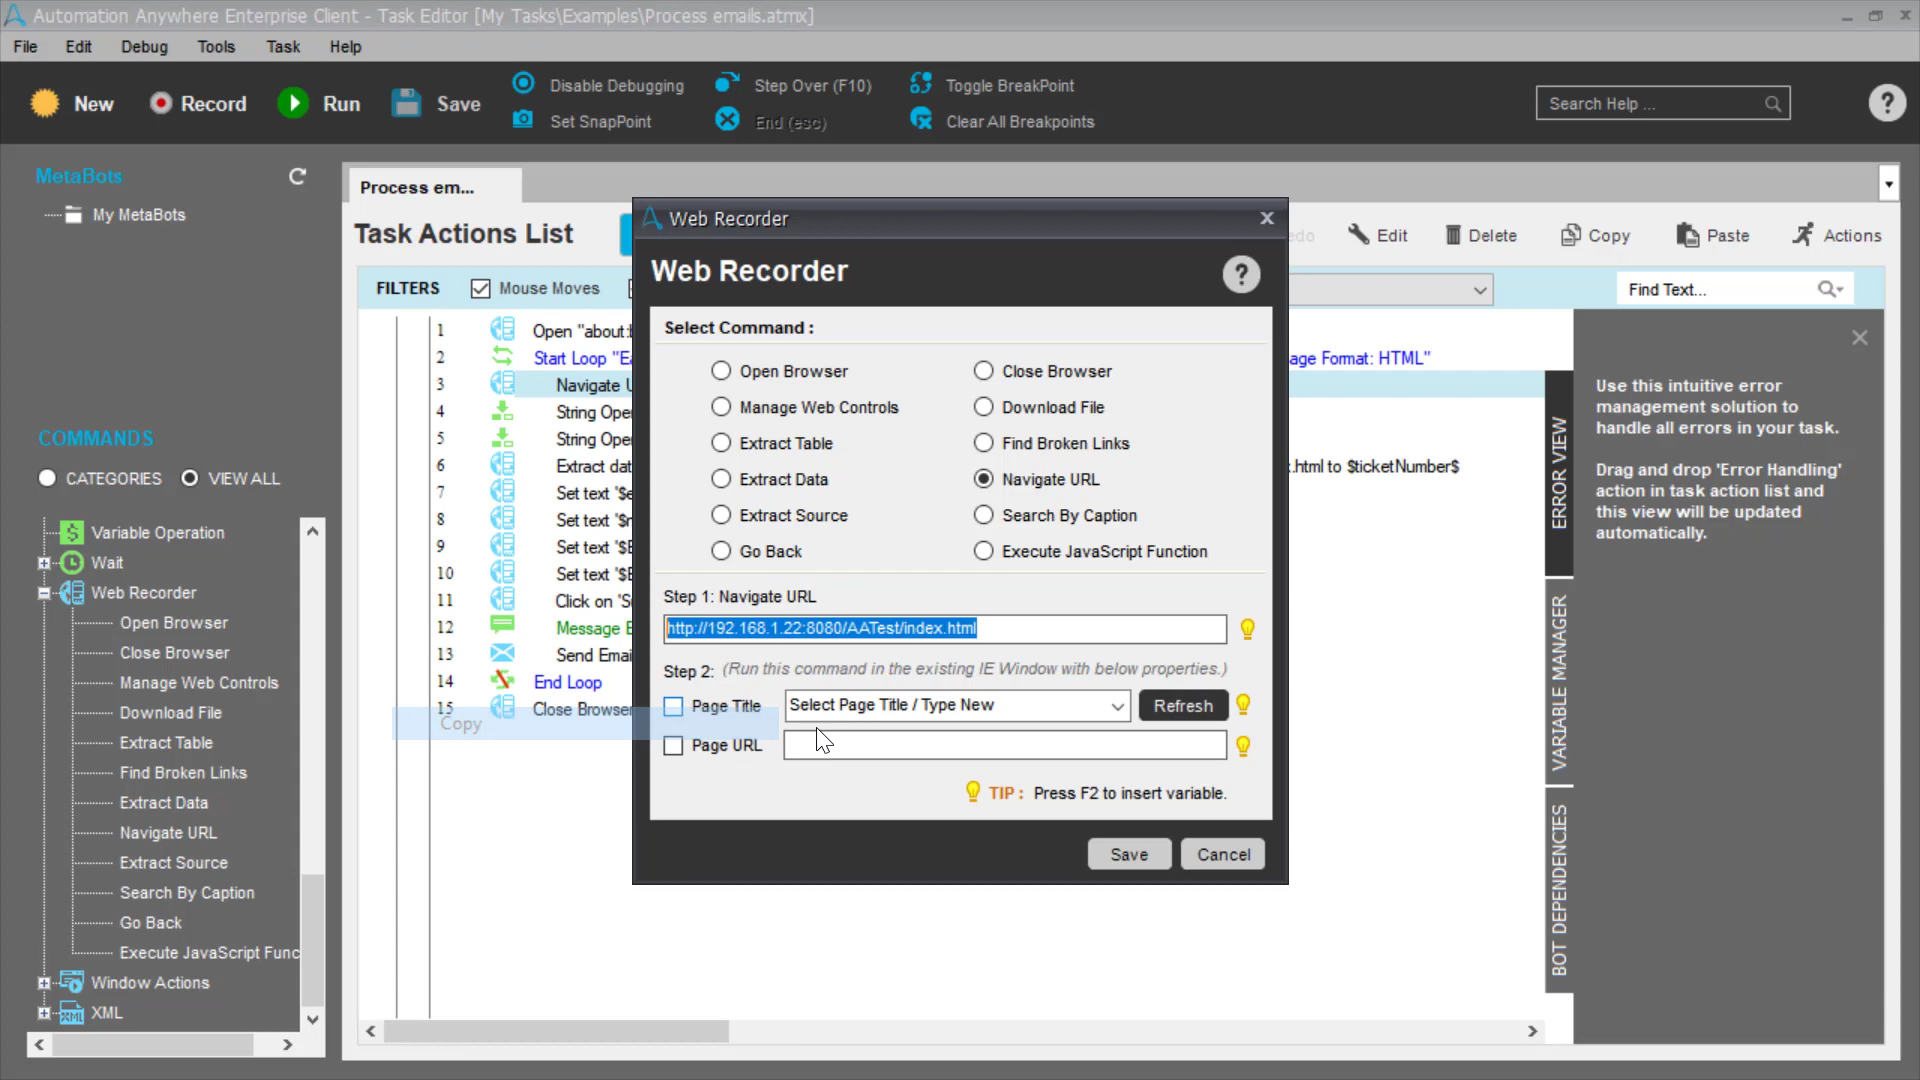 Automation Anywhere Enterprise Client - Task Editor [My Tasks\Examples\Process emails.atmx]
File Edit Debug Tools Task Help
New Record Run Save
Disable Debugging Step Over (F10) Toggle BreakPoint
Set SnapPoint End (esc) Clear All Breakpoints
Search Help ...
?
MetaBots
My MetaBots
COMMANDS
CATEGORIES VIEW ALL
Variable Operation
Wait
Web Recorder
Open Browser
Close Browser
Manage Web Controls
Download File
Extract Table
Find Broken Links
Extract Data
Navigate URL
Extract Source
Search By Caption
Go Back
Execute JavaScript Func
Window Actions
XML
Process em...
Task Actions List
Edit Delete Copy Paste Actions
FILTERS Mouse Moves
Find Text...
1 Open "about:
2 Start Loop "Ea age Format: HTML"
3 Navigate U
4 String Ope
5 String Ope
6 Extract dat .html to $ticketNumber$
7 Set text '$e
8 Set text '$
9 Set text '$E
10 Set text '$E
11 Click on 'S
12 Message B
13 Send Emai
14 End Loop
15 Close Browser
Copy
Web Recorder
Web Recorder
?
Select Command :
Open Browser Close Browser
Manage Web Controls Download File
Extract Table Find Broken Links
Extract Data Navigate URL
Extract Source Search By Caption
Go Back Execute JavaScript Function
Step 1: Navigate URL
http://192.168.1.22:8080/AATest/index.html
Step 2: (Run this command in the existing IE Window with below properties.)
Page Title Select Page Title / Type New Refresh
Page URL
TIP : Press F2 to insert variable.
Save Cancel
ERROR VIEW
VARIABLE MANAGER
BOT DEPENDENCIES
Use this intuitive error
management solution to
handle all errors in your task.
Drag and drop 'Error Handling'
action in task action list and
this view will be updated
automatically.